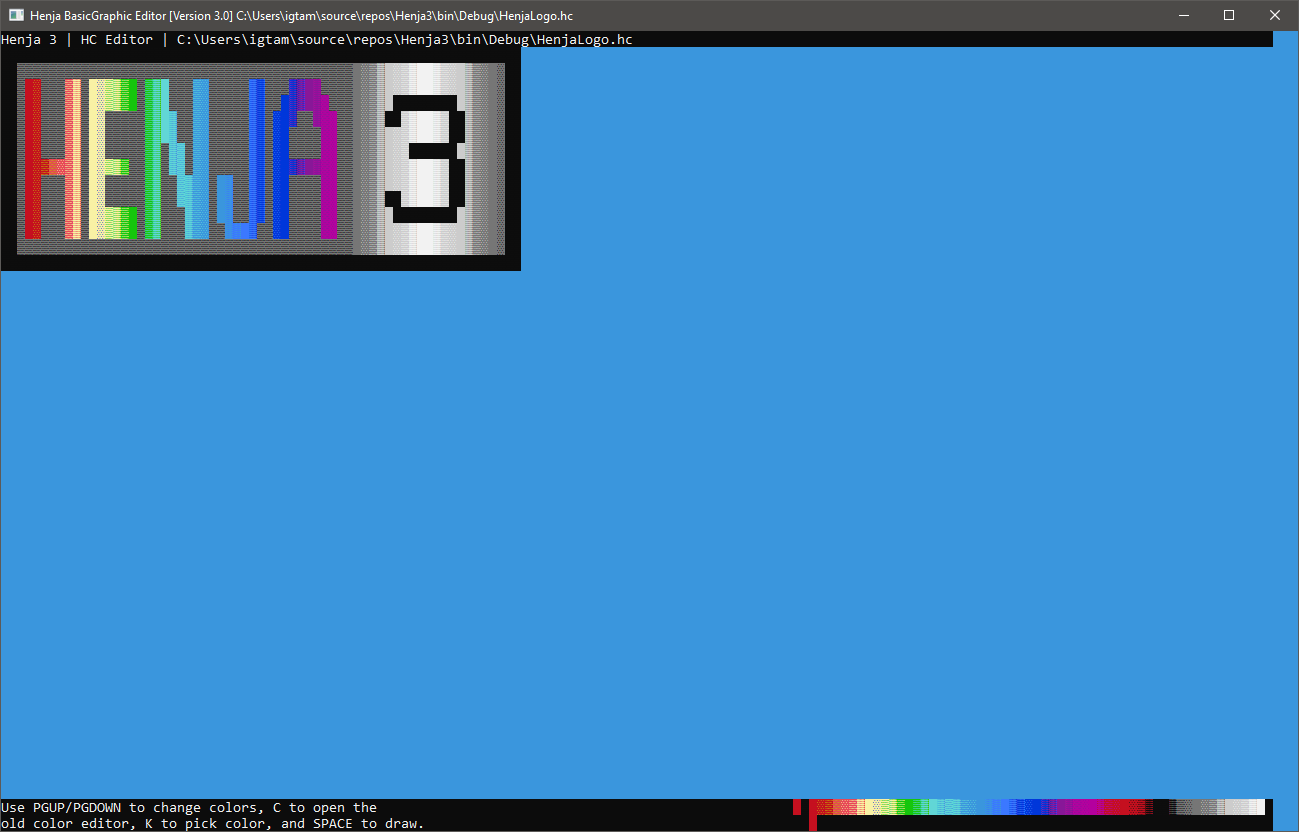 Henja BasicGraphic Editor [Version 3.0] C:\Users\igtam\source\repos\Henja3\bin\Debug\HenjaLogo.hc
Henja 3 | HC Editor | C:\Users\igtam\source\repos\Henja3\bin\Debug\HenjaLogo.hc
HENJA 3
Use PGUP/PGDOWN to change colors, C to open the
old color editor, K to pick color, and SPACE to draw.